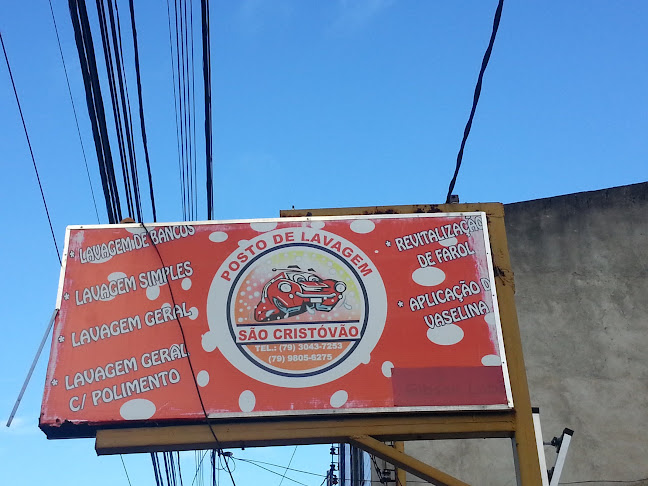 * LAVAGEM DE BANCOS
* LAVAGEM SIMPLES
* LAVAGEM GERAL
* LAVAGEM GERAL
C/ POLIMENTO
POSTO DE LAVAGEM
SÃO CRISTÓVÃO
TEL.: (79) 3043-7253
(79) 9805-6275
* REVITALIZAÇÃO
DE FAROL
* APLICAÇÃO D
VASELINA